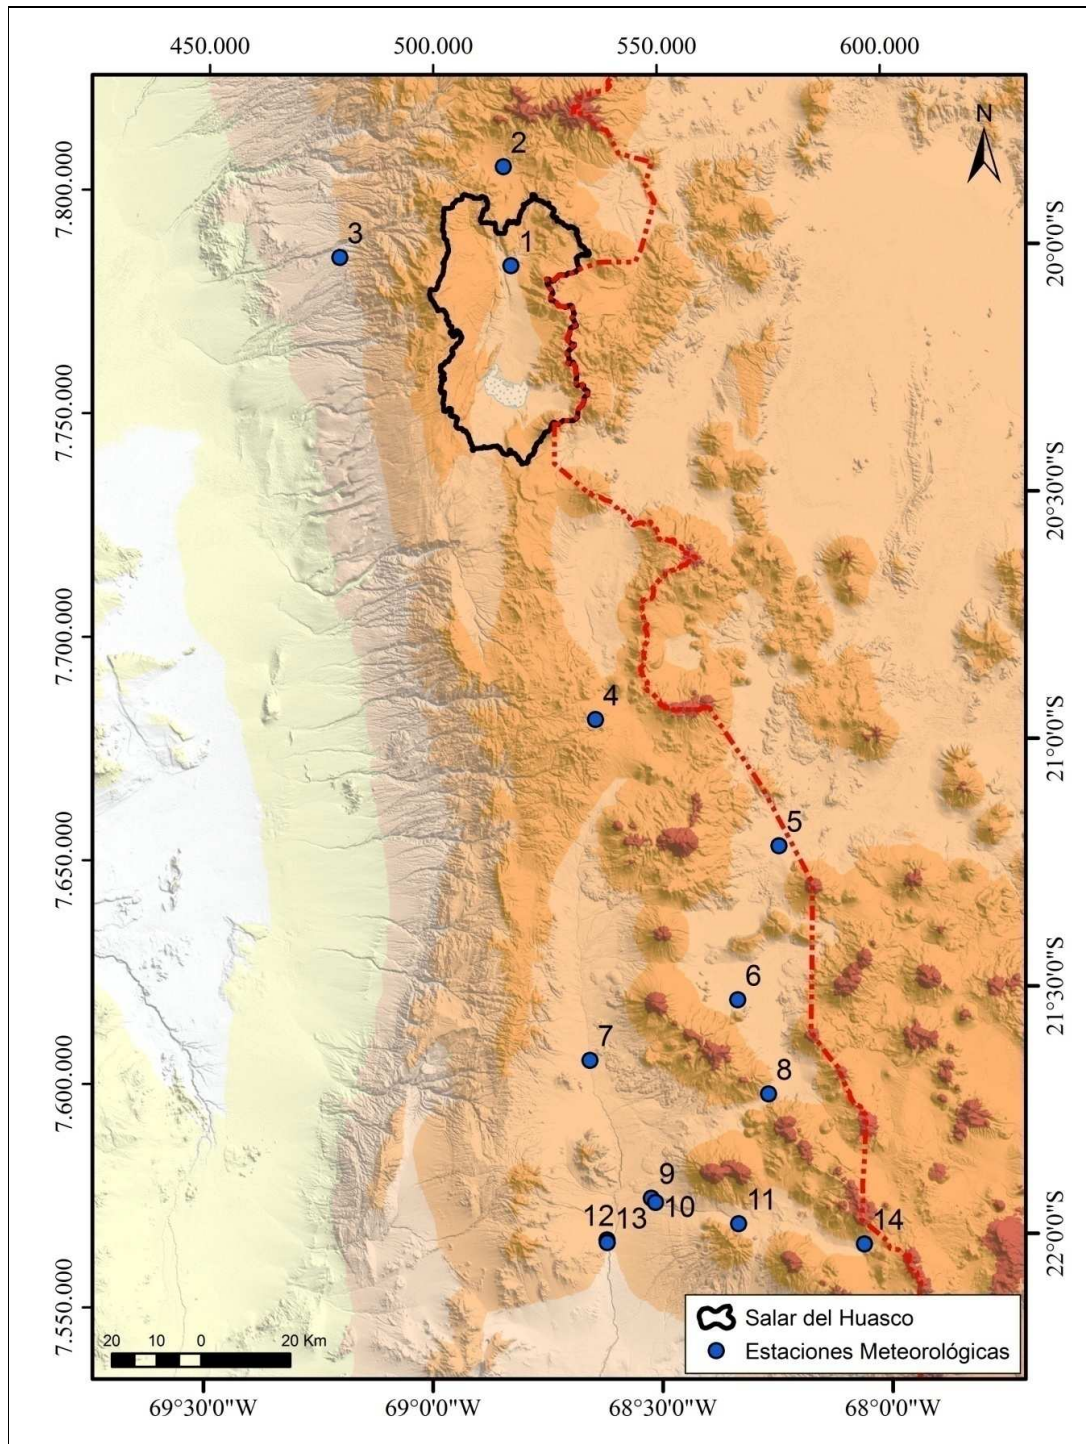 450.000 500.000 550.000 600.000
N
7.800.000
7.750.000
7.700.000
7.650.000
7.600.000
7.550.000
20°0'0"S
20°30'0"S
21°0'0"S
21°30'0"S
22°0'0"S
2
3
1
4
5
6
7
8
9
10
11
12 13
14
Salar del Huasco
Estaciones Meteorológicas
20 10 0 20 Km
69°30'0"W 69°0'0"W 68°30'0"W 68°0'0"W